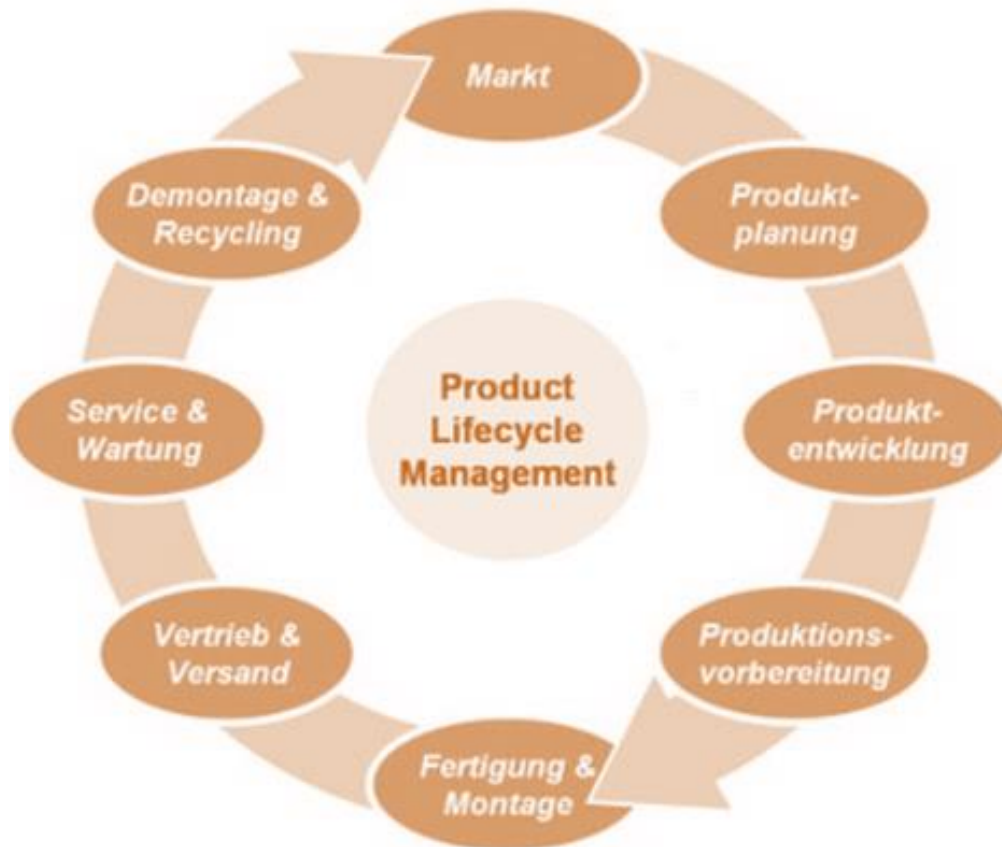 Markt
Produkt-
planung
Produkt-
entwicklung
Produktions-
vorbereitung
Fertigung &
Montage
Vertrieb &
Versand
Service &
Wartung
Demontage &
Recycling
Product
Lifecycle
Management